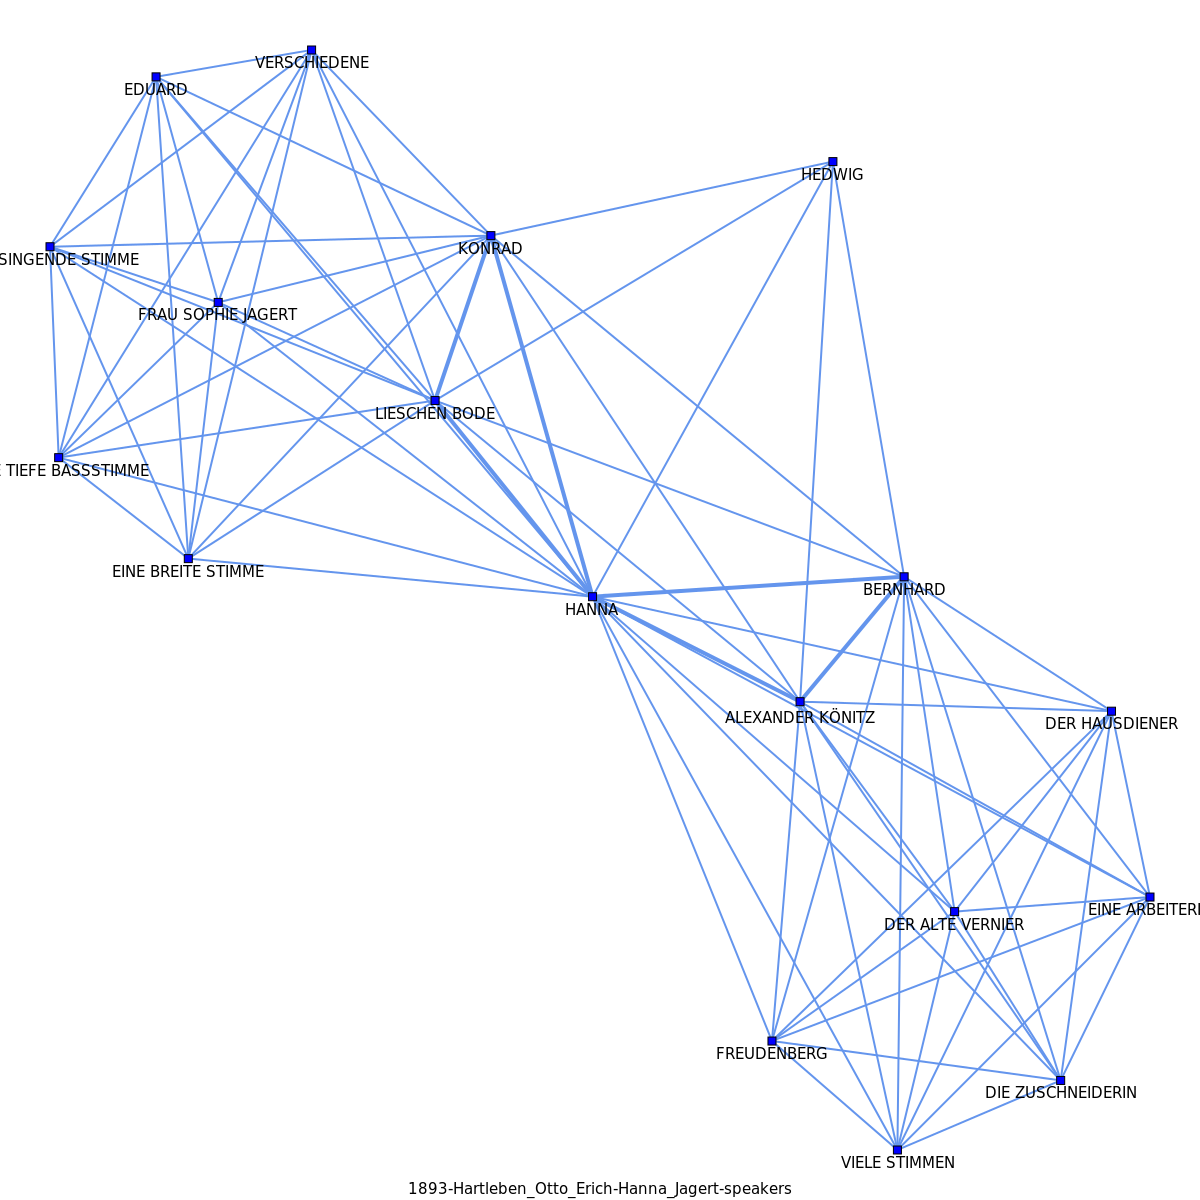 VERSCHIEDENE
EDUARD
HEDWIG
KONRAD
SINGENDE STIMME
FRAU SOPHIE JAGERT
LIESCHEN BODE
TIEFE BASSSTIMME
EINE BREITE STIMME
BERNHARD
HANNA
ALEXANDER KÖNITZ
DER HAUSDIENER
EINE ARBEITERI
DER ALTE VERNIER
FREUDENBERG
DIE ZUSCHNEIDERIN
VIELE STIMMEN
1893-Hartleben_Otto_Erich-Hanna_Jagert-speakers